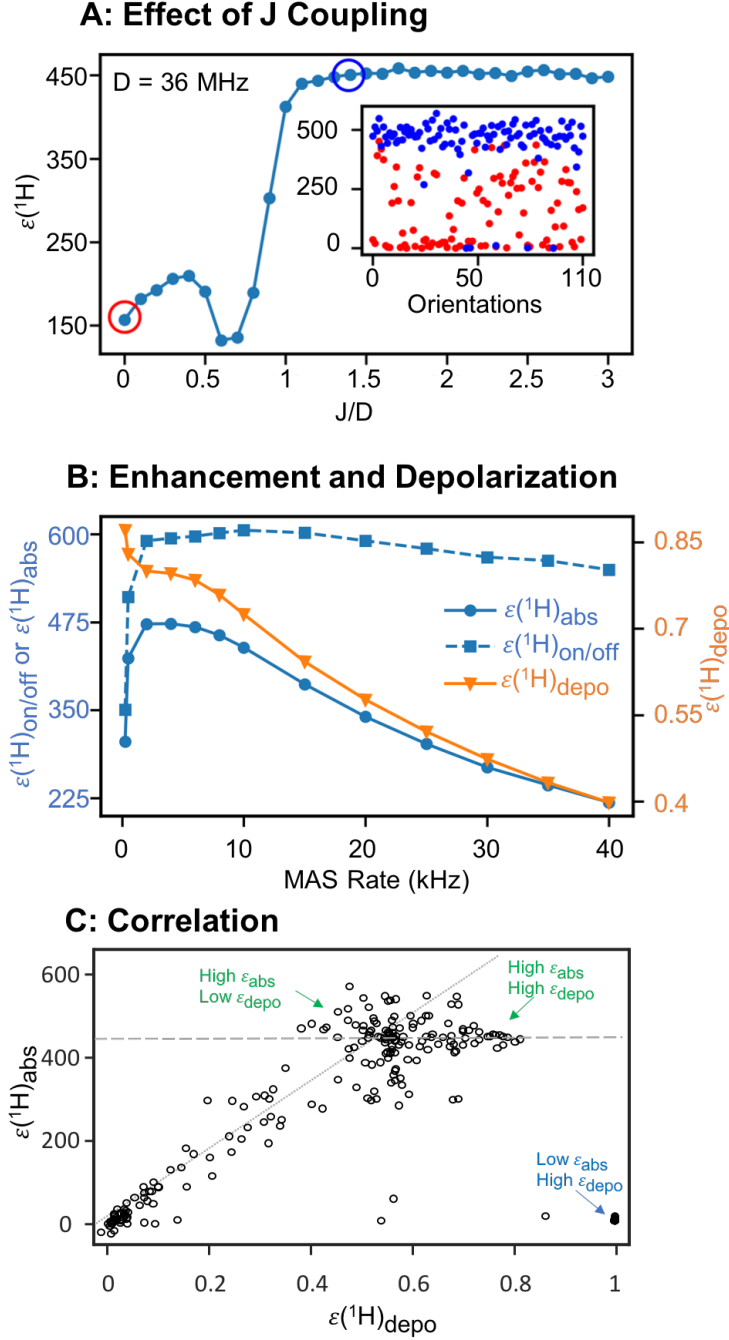 A: Effect of J Coupling
D = 36 MHz
ε(¹H)
450
350
250
150
500
250
0
0 50 110
Orientations
0 0.5 1 1.5 2 2.5 3
J/D
B: Enhancement and Depolarization
ε(¹H)on/off or ε(¹H)abs
600
475
350
225
ε(¹H)abs
ε(¹H)on/off
ε(¹H)depo
0.85
0.7
0.55
0.4
ε(¹H)depo
0 10 20 30 40
MAS Rate (kHz)
C: Correlation
ε(¹H)abs
600
400
200
0
High εabs
Low εdepo
High εabs
High εdepo
Low εabs
High εdepo
0 0.2 0.4 0.6 0.8 1
ε(¹H)depo